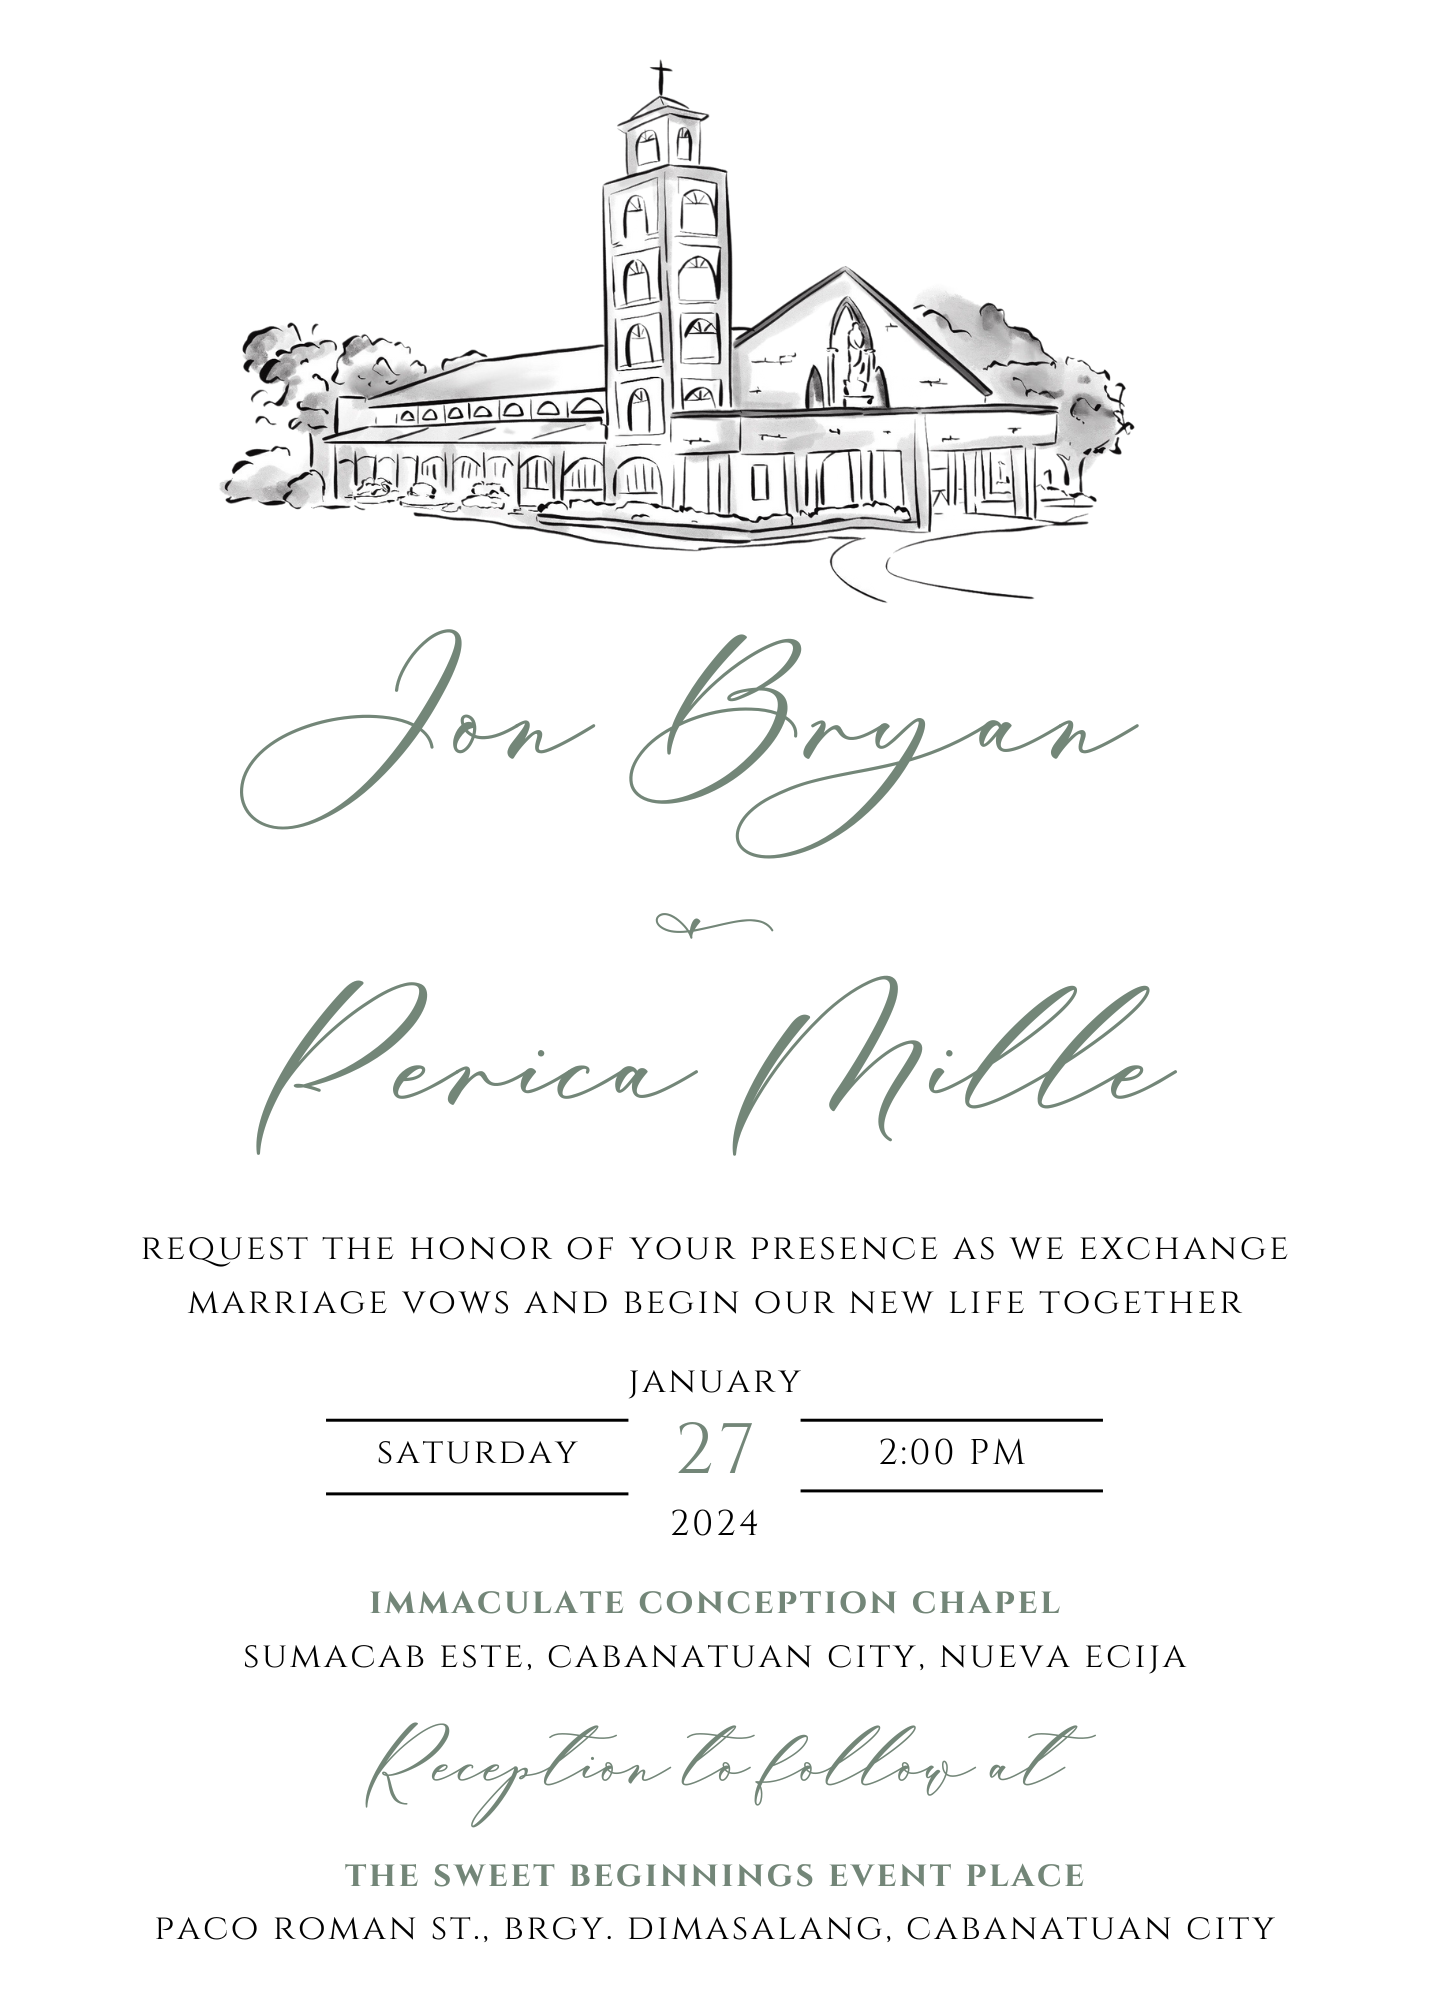 Jon Bryan
&
Perica Mille
REQUEST THE HONOR OF YOUR PRESENCE AS WE EXCHANGE
MARRIAGE VOWS AND BEGIN OUR NEW LIFE TOGETHER
JANUARY
SATURDAY 27 2:00 PM
2024
IMMACULATE CONCEPTION CHAPEL
SUMACAB ESTE, CABANATUAN CITY, NUEVA ECIJA
Reception to follow at
THE SWEET BEGINNINGS EVENT PLACE
PACO ROMAN ST., BRGY. DIMASALANG, CABANATUAN CITY